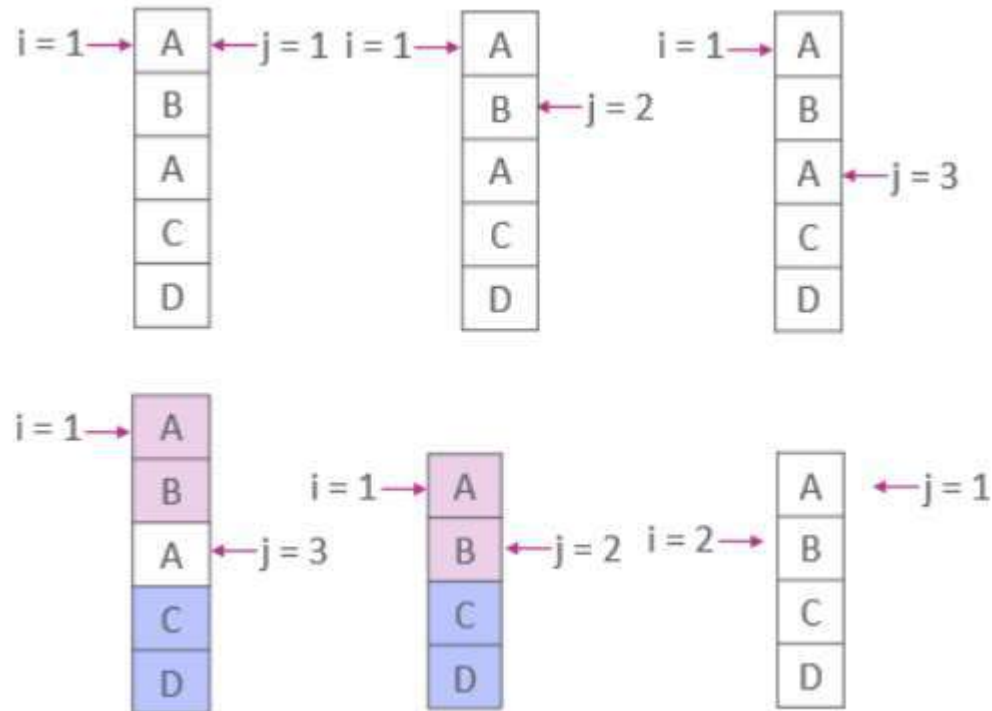 i = 1 A j = 1 i = 1 A i = 1 A
B B j = 2 B
A A A j = 3
C C C
D D D
i = 1 A
B i = 1 A A j = 1
A j = 3 B j = 2 i = 2 B
C C C
D D D